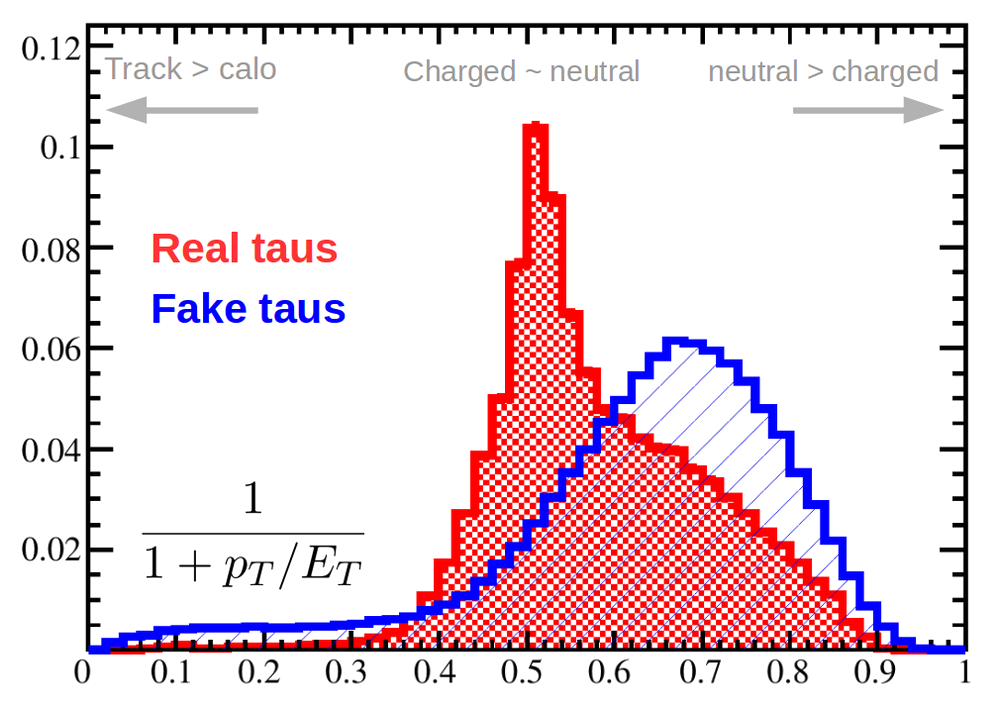 0.12
Track > calo
Charged ~ neutral
neutral > charged
0.1
0.08
Real taus
Fake taus
0.06
0.04
1
1 + p_T/E_T
0.02
0 0.1 0.2 0.3 0.4 0.5 0.6 0.7 0.8 0.9 1